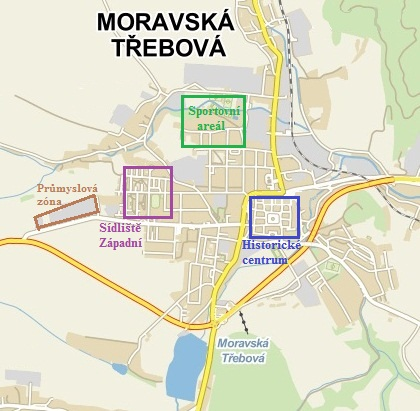 MORAVSKÁ
TŘEBOVÁ
Sportovní
areál
Průmyslová
zóna
Sídliště
Západní
Historické
centrum
Moravská
Třebová